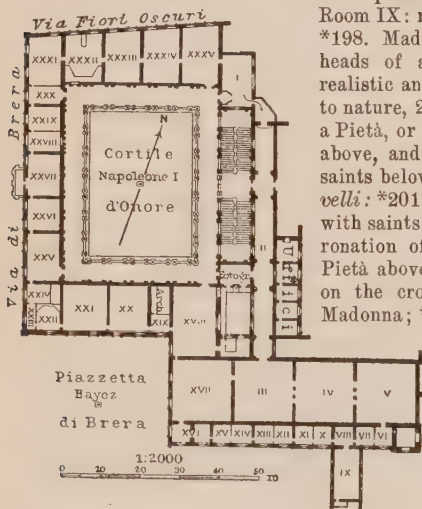 Via Fiori Oscuri
Room IX: 
*198. Mad
heads of a
realistic an
to nature, 2
a Pietà, or
above, and
saints below
velli: *201
with saints
ronation of
Pietà above
on the cro
Madonna;
Via di Brera
XXXI
XXXII
XXXIII
XXXIV
XXXV
I
XXX
XXIX
XXVIII
XXVII
XXVI
XXV
XXIV
XXIII
XXII
XXI
XX
Arch.
XIX
XVIII
Cortile
Napoleone I
d'Onore
N
Fotogr.
II
Uffici
XVII
III
IV
V
XVI
XV
XIV
XIII
XII
XI
X
VIII
VII
VI
IX
Piazzetta
Hayez
di Brera
1:2000
0 10 20 30 40 50 m